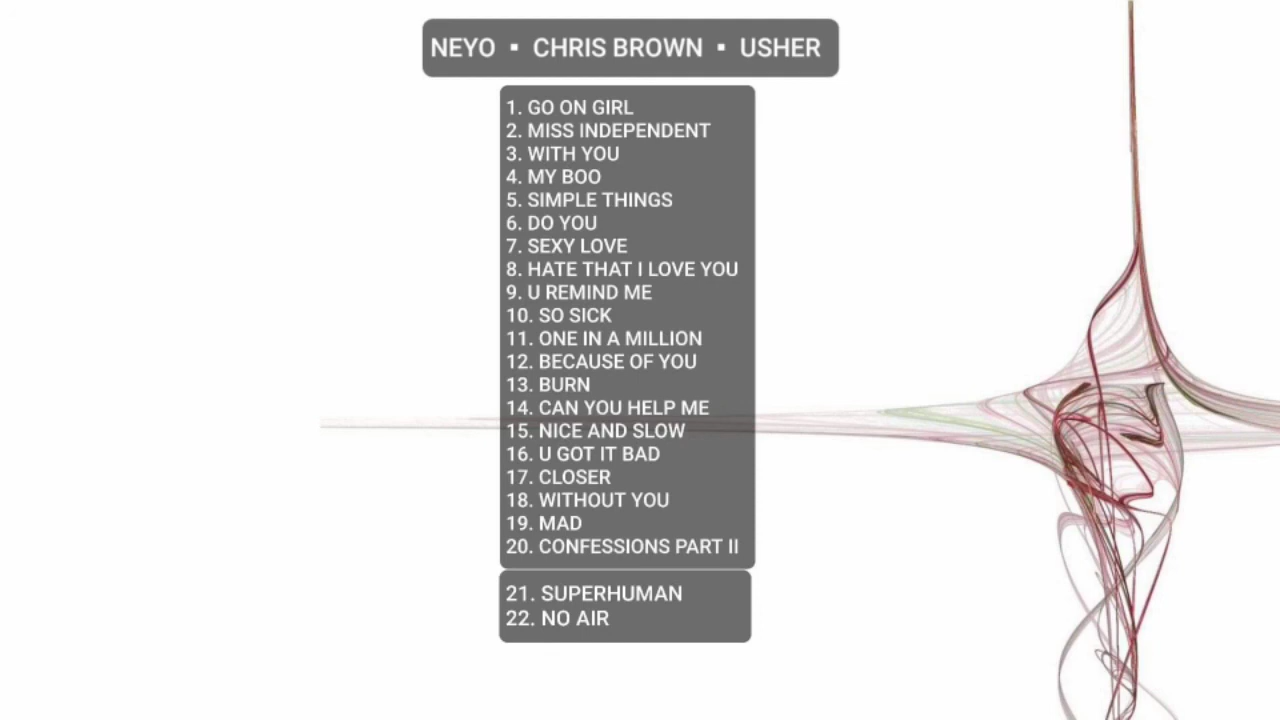 NEYO ▪ CHRIS BROWN ▪ USHER
1. GO ON GIRL
2. MISS INDEPENDENT
3. WITH YOU
4. MY BOO
5. SIMPLE THINGS
6. DO YOU
7. SEXY LOVE
8. HATE THAT I LOVE YOU
9. U REMIND ME
10. SO SICK
11. ONE IN A MILLION
12. BECAUSE OF YOU
13. BURN
14. CAN YOU HELP ME
15. NICE AND SLOW
16. U GOT IT BAD
17. CLOSER
18. WITHOUT YOU
19. MAD
20. CONFESSIONS PART II
21. SUPERHUMAN
22. NO AIR